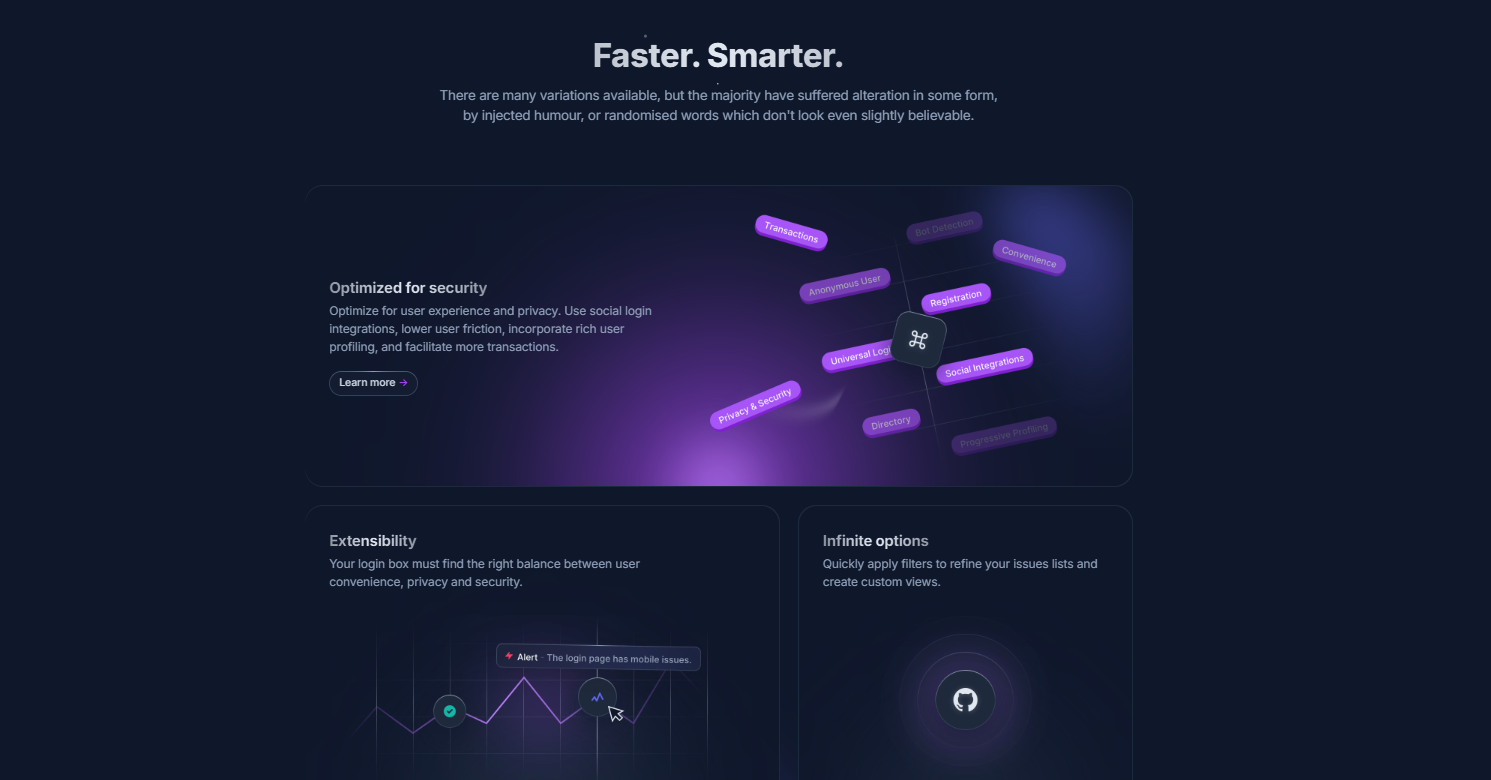 Faster. Smarter.
There are many variations available, but the majority have suffered alteration in some form,
by injected humour, or randomised words which don't look even slightly believable.
Transactions
Bot Detection
Convenience
Anonymous User
Registration
Optimized for security
Optimize for user experience and privacy. Use social login
integrations, lower user friction, incorporate rich user
profiling, and facilitate more transactions.
Learn more →
Universal Logi
Social Integrations
Privacy & Security
Directory
Progressive Profiling
Extensibility
Your login box must find the right balance between user
convenience, privacy and security.
Alert · The login page has mobile issues.
Infinite options
Quickly apply filters to refine your issues lists and
create custom views.